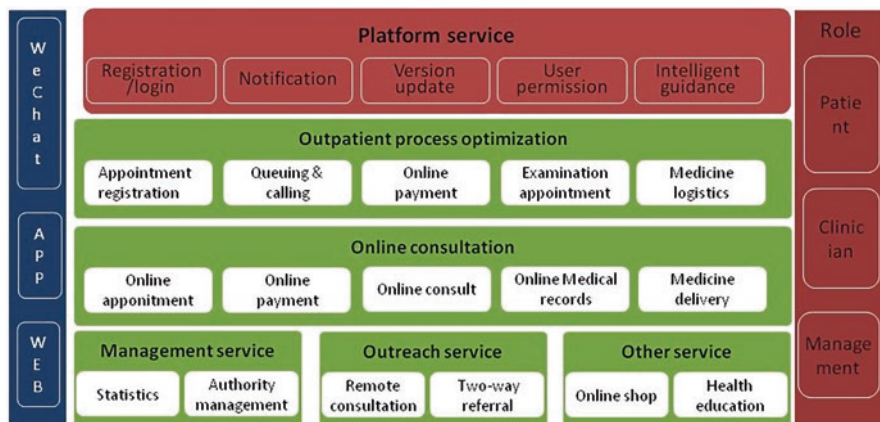 WeChat
APP
WEB
Platform service
Registration
/login
Notification
Version
update
User
permission
Intelligent
guidance
Outpatient process optimization
Appointment
registration
Queuing &
calling
Online
payment
Examination
appointment
Medicine
logistics
Online consultation
Online
apponitment
Online
payment
Online consult
Online Medical
records
Medicine
delivery
Management service
Statistics
Authority
management
Outreach service
Remote
consultation
Two-way
referral
Other service
Online shop
Health
education
Role
Patie
nt
Clinic
ian
Manage
ment